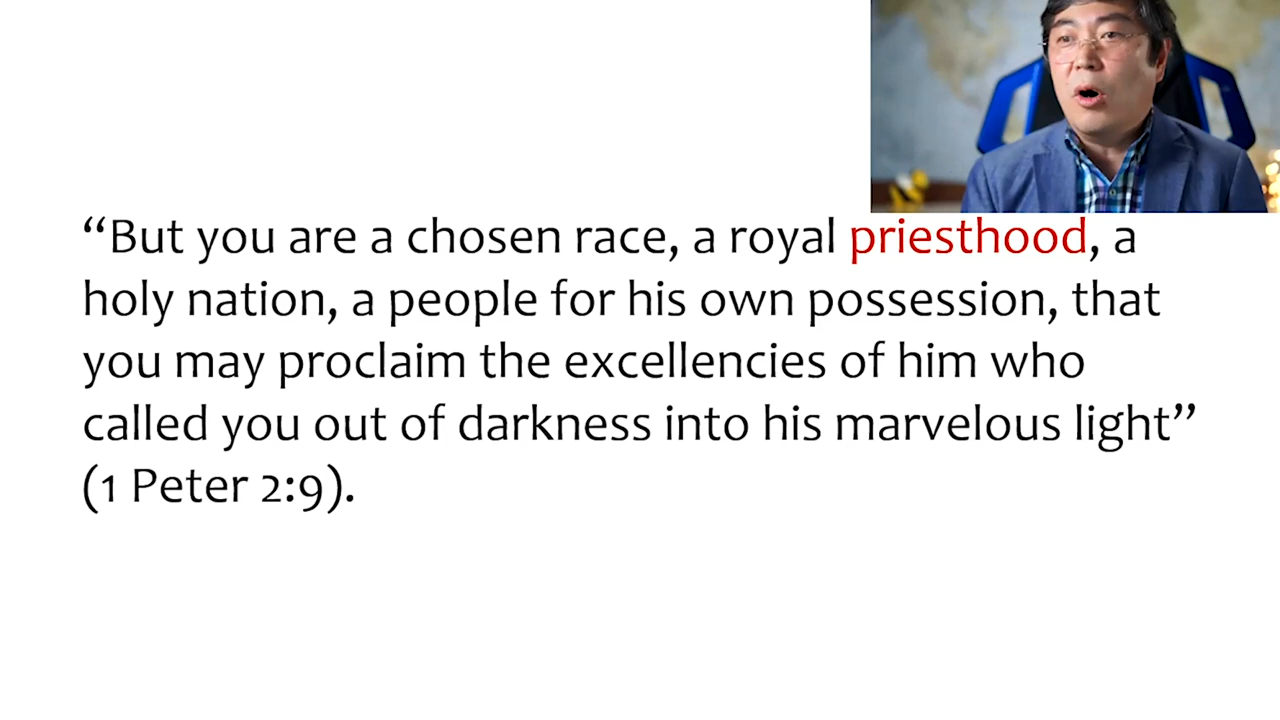 “But you are a chosen race, a royal priesthood, a
holy nation, a people for his own possession, that
you may proclaim the excellencies of him who
called you out of darkness into his marvelous light”
(1 Peter 2:9).